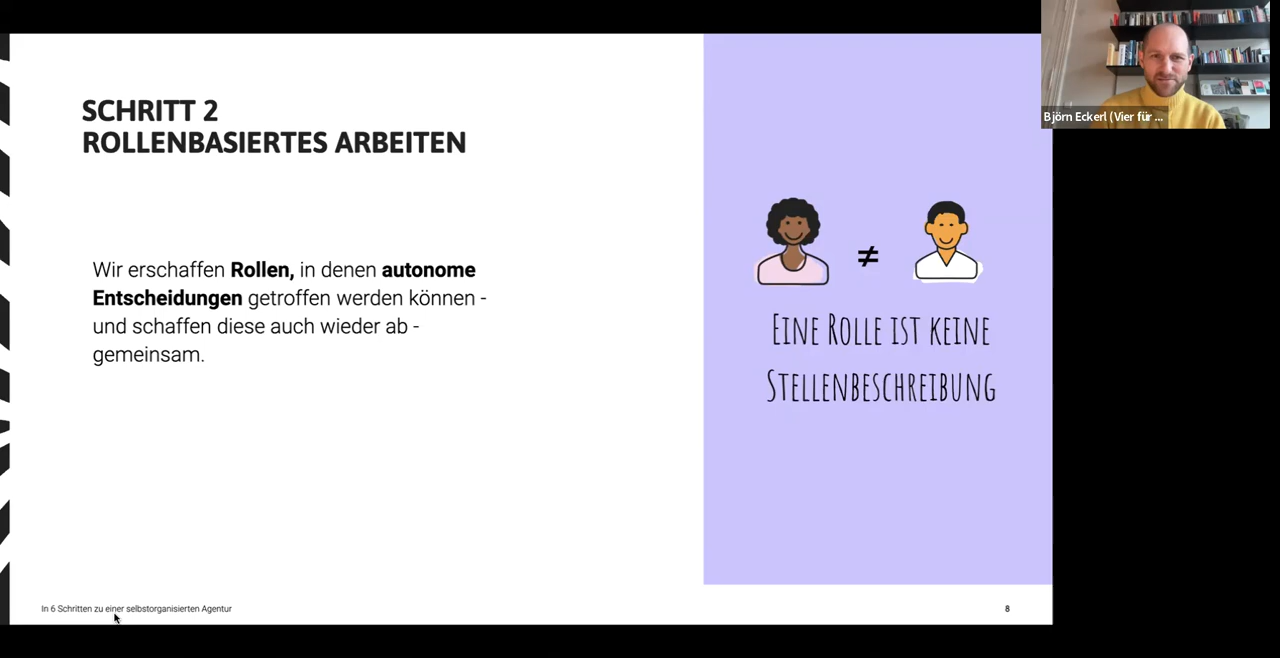 SCHRITT 2
ROLLENBASIERTES ARBEITEN
Wir erschaffen Rollen, in denen autonome
Entscheidungen getroffen werden können -
und schaffen diese auch wieder ab -
gemeinsam.
≠
EINE ROLLE IST KEINE
STELLENBESCHREIBUNG
In 6 Schritten zu einer selbstorganisierten Agentur
8
Björn Eckerl (Vier für ...